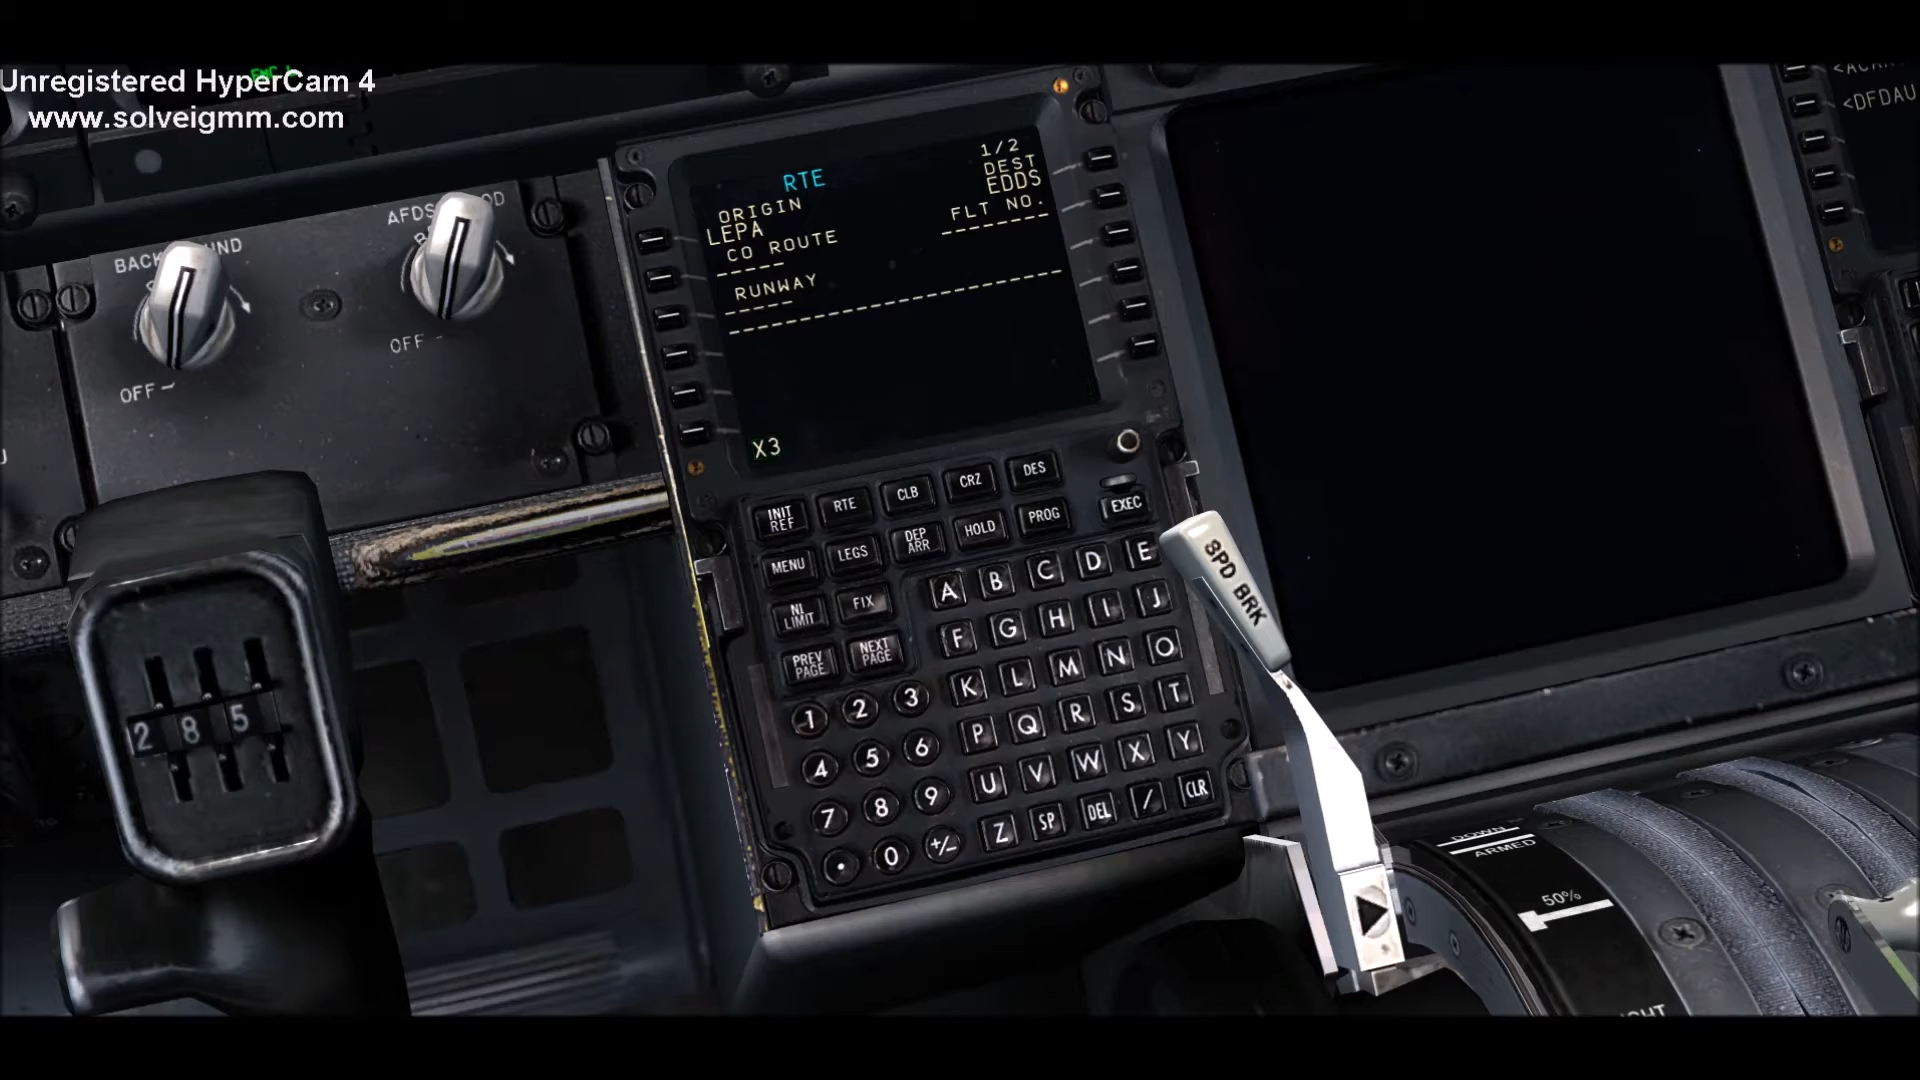 Unregistered HyperCam 4
www.solveigmm.com
<DFDAU
RTE
1/2
ORIGIN
DEST
LEPA
EDDS
CO ROUTE
FLT NO.
-----
-------
RUNWAY
-----
X3
OFF
OFF
INIT REF
RTE
CLB
CRZ
DES
MENU
LEGS
DEP ARR
HOLD
PROG
EXEC
N1 LIMIT
FIX
PREV PAGE
NEXT PAGE
A B C D E
F G H I J
K L M N O
P Q R S T
U V W X Y
Z SP DEL / CLR
1 2 3
4 5 6
7 8 9
. 0 +/-
2 8 5
SPD BRK
DOWN
ARMED
50%